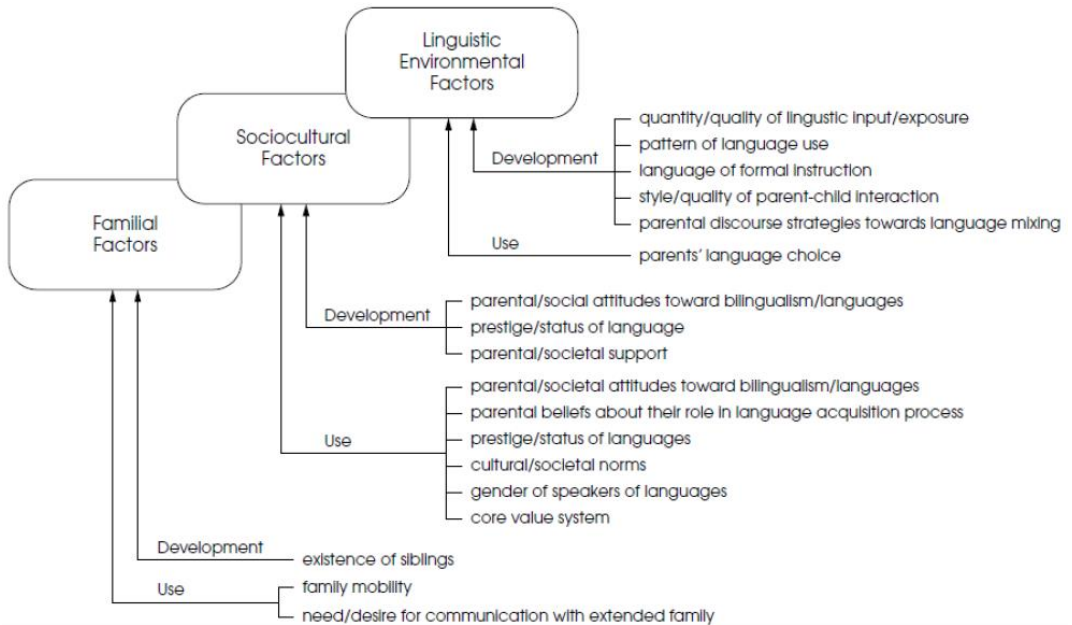 Linguistic
Environmental
Factors
Sociocultural
Factors
Familial
Factors
Development
quantity/quality of lingustic input/exposure
pattern of language use
language of formal instruction
style/quality of parent-child interaction
parental discourse strategies towards language mixing
Use
parents' language choice
Development
parental/social attitudes toward bilingualism/languages
prestige/status of language
parental/societal support
Use
parental/societal attitudes toward bilingualism/languages
parental beliefs about their role in language acquisition process
prestige/status of languages
cultural/societal norms
gender of speakers of languages
core value system
Development
existence of siblings
Use
family mobility
need/desire for communication with extended family